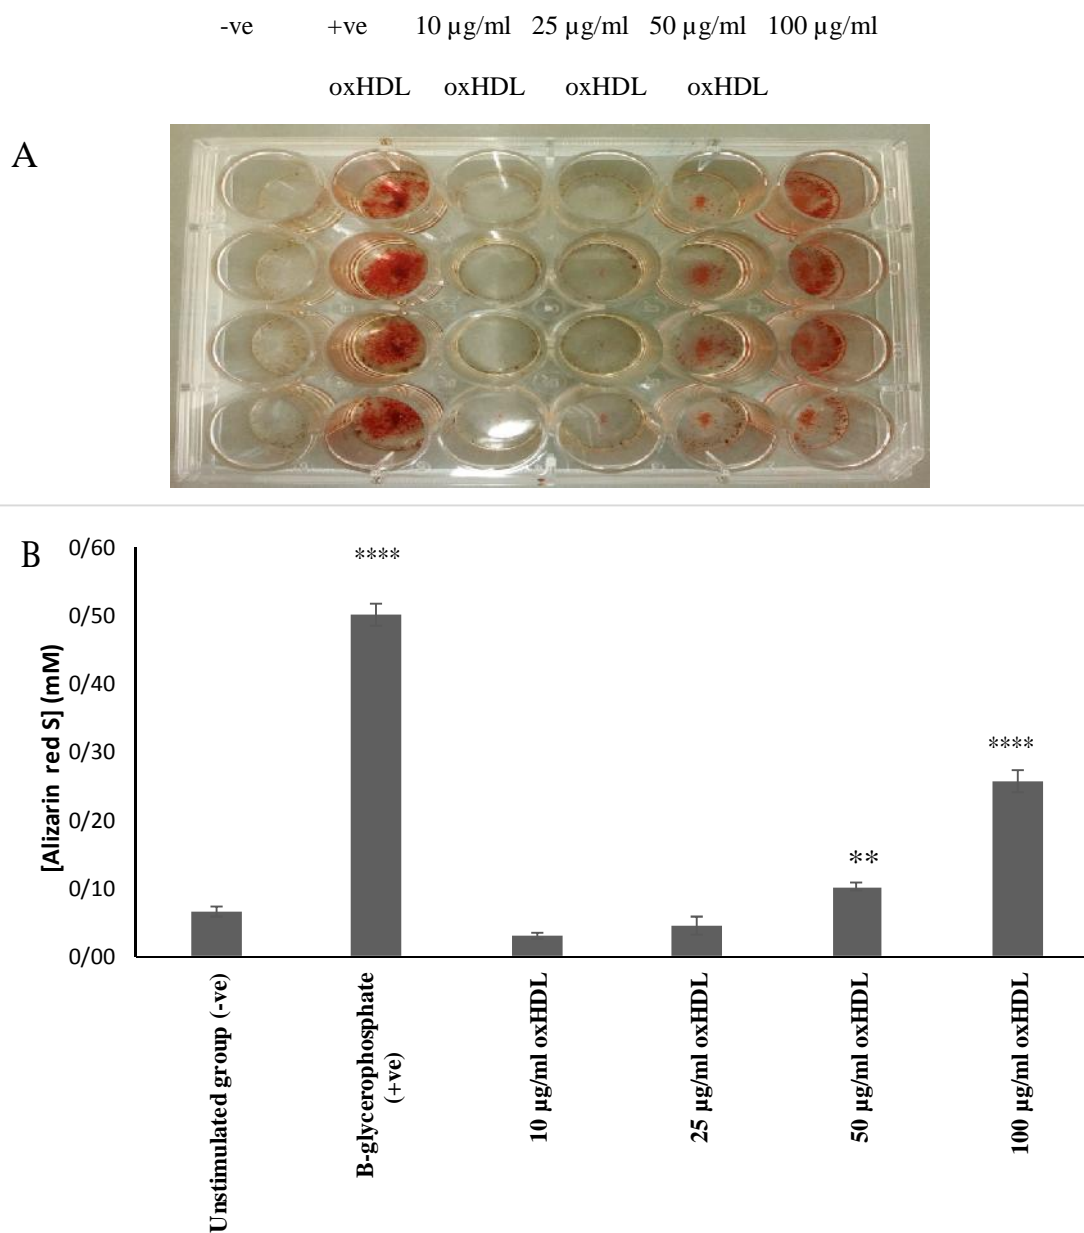 -ve +ve 10 µg/ml 25 µg/ml 50 µg/ml 100 µg/ml
oxHDL oxHDL oxHDL oxHDL
A
B
0/60
0/50
0/40
0/30
0/20
0/10
0/00
[Alizarin red S] (mM)
****
**
****
Unstimulated group (-ve)
B-glycerophosphate
(+ve)
10 µg/ml oxHDL
25 µg/ml oxHDL
50 µg/ml oxHDL
100 µg/ml oxHDL